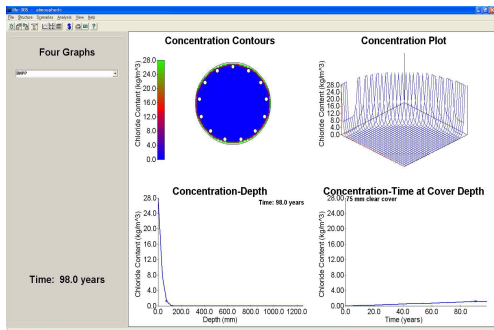 File Structure Scenarios Analysis View Help
Four Graphs
Time: 98.0 years
Concentration Contours
Chloride Content (kg/m^3)
28.0
24.0
20.0
16.0
12.0
8.0
4.0
0.0
Concentration Plot
Chloride Content (kg/m^3)
28.0
24.0
20.0
16.0
12.0
8.0
4.0
0.0
Concentration-Depth
Time: 98.0 years
Chloride Content (kg/m^3)
28.0
24.0
20.0
16.0
12.0
8.0
4.0
0.0
0.0 200.0 400.0 600.0 800.0 1000.0 1200.0
Depth (mm)
Concentration-Time at Cover Depth
75 mm clear cover
Chloride Content (kg/m^3)
28.00
24.00
20.00
16.00
12.00
8.00
4.00
0.00
0.0 20.0 40.0 60.0 80.0
Time (years)